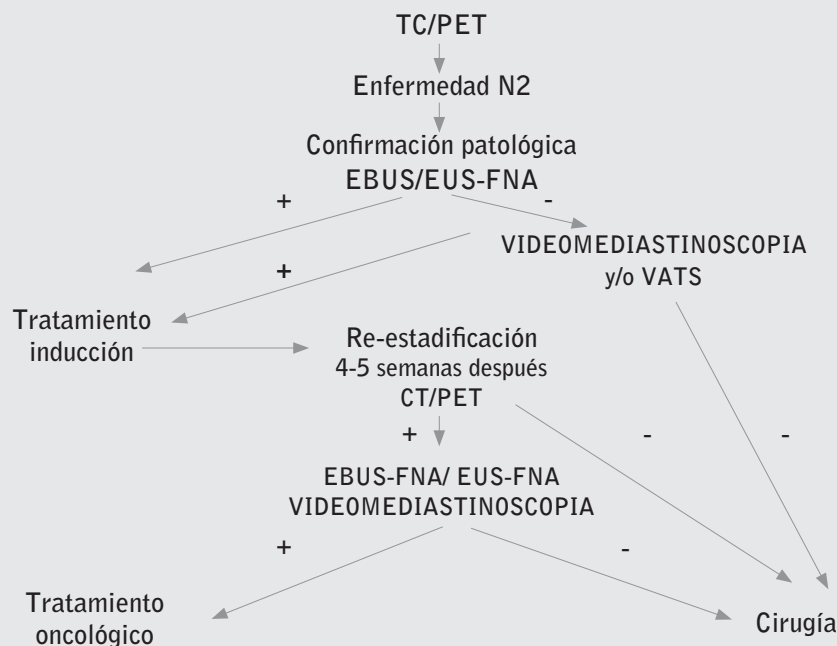 TC/PET
Enfermedad N2
Confirmación patológica
EBUS/EUS-FNA
+
-
VIDEOMEDIASTINOSCOPIA
y/o VATS
+
Tratamiento
inducción
Re-estadificación
4-5 semanas después
CT/PET
+
-
-
EBUS-FNA/ EUS-FNA
VIDEOMEDIASTINOSCOPIA
+
-
Tratamiento
oncológico
Cirugía